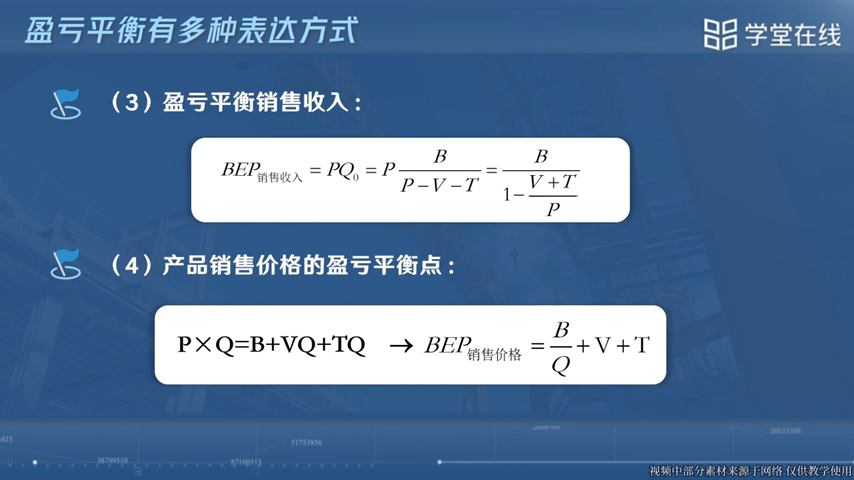 盈亏平衡有多种表达方式
学堂在线
（3）盈亏平衡销售收入：
BEP销售收入 = PQ₀ = P B/(P−V−T) = B/(1−(V+T)/P)
（4）产品销售价格的盈亏平衡点：
P×Q=B+VQ+TQ → BEP销售价格 = B/Q +V+T
51753856
38799510
87100513
视频中部分素材来源于网络 仅供教学使用